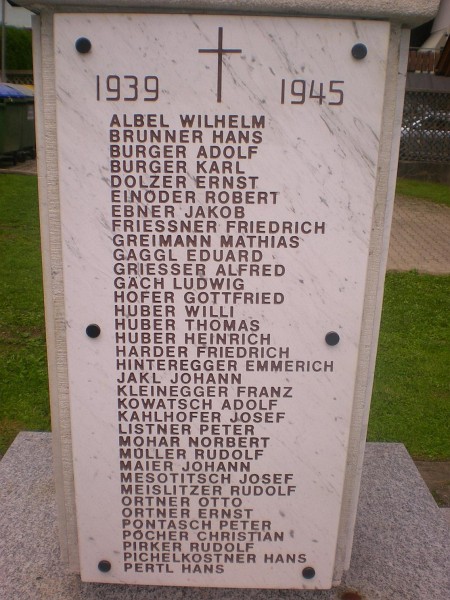 1939 1945
ALBEL WILHELM
BRUNNER HANS
BURGER ADOLF
BURGER KARL
DOLZER ERNST
EINÖDER ROBERT
EBNER JAKOB
FRIESSNER FRIEDRICH
GREIMANN MATHIAS
GAGGL EDUARD
GRIESSER ALFRED
GÄCH LUDWIG
HOFER GOTTFRIED
HUBER WILLI
HUBER THOMAS
HUBER HEINRICH
HARDER FRIEDRICH
HINTEREGGER EMMERICH
JAKL JOHANN
KLEINEGGER FRANZ
KOWATSCH ADOLF
KAHLHOFER JOSEF
LISTNER PETER
MOHAR NORBERT
MÜLLER RUDOLF
MAIER JOHANN
MESOTITSCH JOSEF
MEISLITZER RUDOLF
ORTNER OTTO
ORTNER ERNST
PONTASCH PETER
PÖCHER CHRISTIAN
PIRKER RUDOLF
PICHELKOSTNER HANS
PERTL HANS